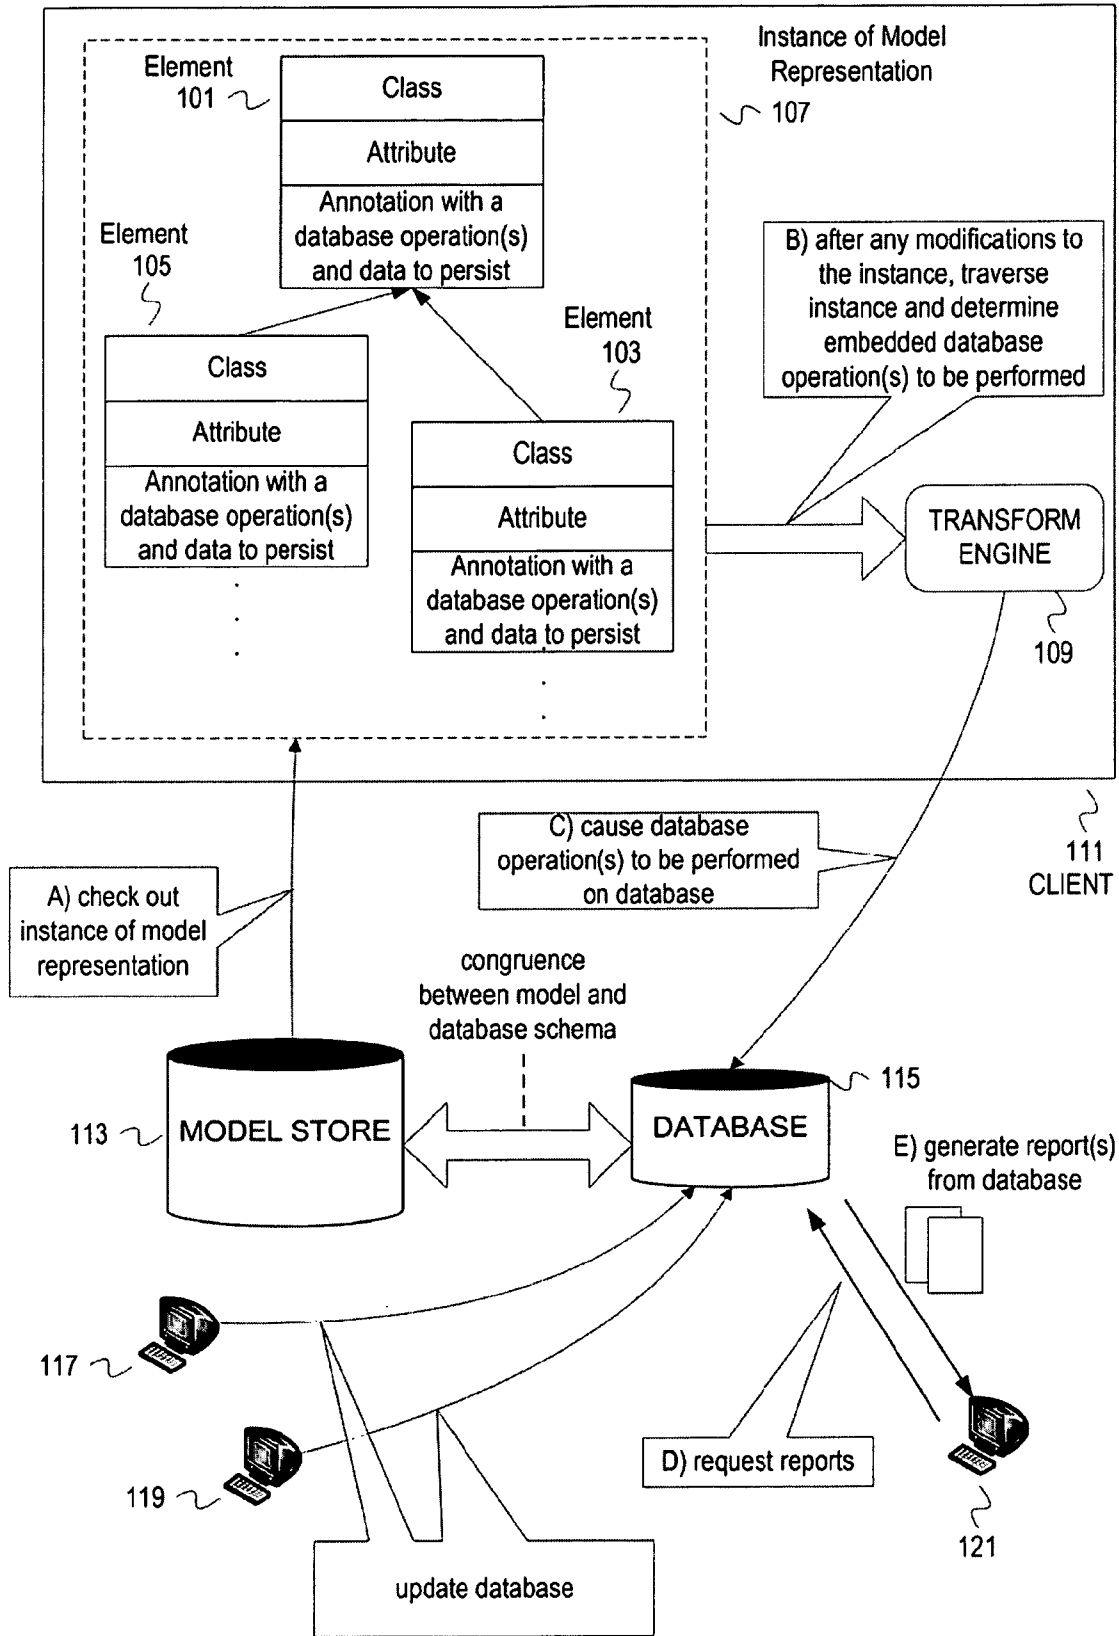 Instance of Model
Representation
107
Element
101
Class
Attribute
Annotation with a
database operation(s)
and data to persist
Element
105
Class
Attribute
Annotation with a
database operation(s)
and data to persist
Element
103
Class
Attribute
Annotation with a
database operation(s)
and data to persist
B) after any modifications to
the instance, traverse
instance and determine
embedded database
operation(s) to be performed
TRANSFORM
ENGINE
109
111
CLIENT
C) cause database
operation(s) to be performed
on database
A) check out
instance of model
representation
congruence
between model and
database schema
113
MODEL STORE
DATABASE
115
E) generate report(s)
from database
117
119
D) request reports
121
update database